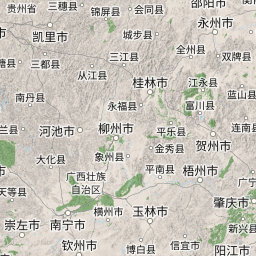 贵州省
三穗县
锦屏县
会同县
邵阳市
永州市
凯里市
城步县
三都县
三江县
全州县
双牌县
从江县
桂林市
江永县
南丹县
永福县
富川县
蓝山县
兰县
河池市
柳州市
平乐县
连南县
大化县
金秀县
贺州市
象州县
平南县
梧州市
广宁
广西壮族
自治区
天等县
横州市
玉林市
肇庆市
南宁市
崇左市
新兴县
钦州市
博白县
信宜市
阳江市